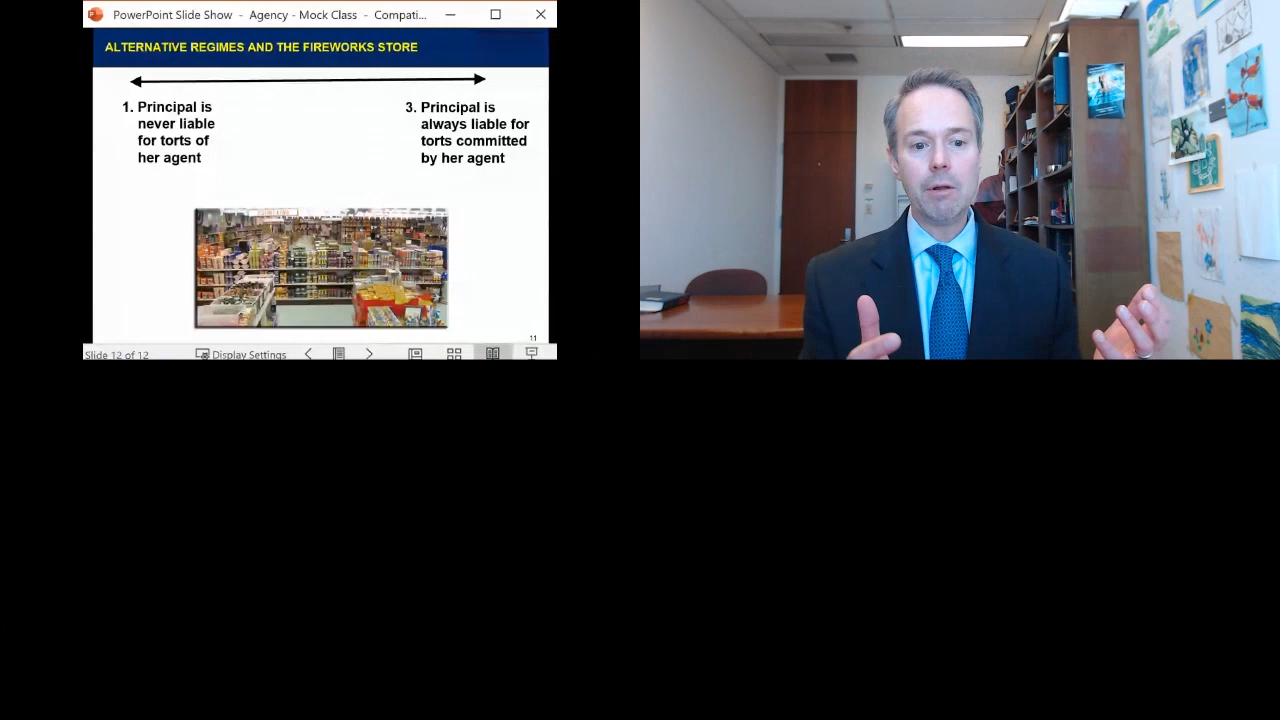 PowerPoint Slide Show - Agency - Mock Class - Compati...
ALTERNATIVE REGIMES AND THE FIREWORKS STORE
1. Principal is
never liable
for torts of
her agent
3. Principal is
always liable for
torts committed
by her agent
11
Slide 12 of 12
Display Settings